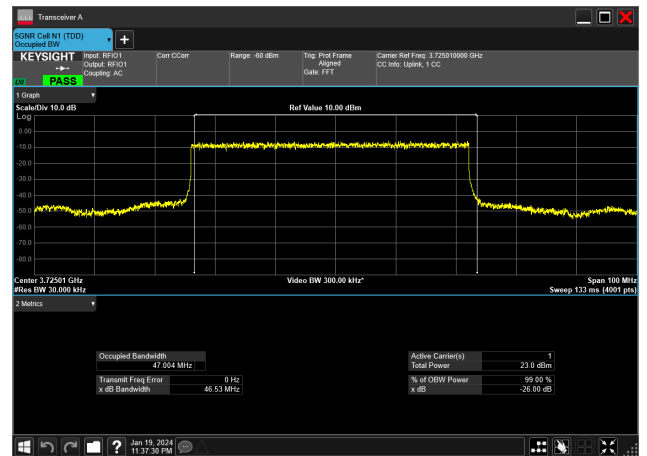 Transceiver A
5GNR Cell N1 (TDD)
Occupied BW
KEYSIGHT
LW
PASS
Input: RFIO1
Output: RFIO1
Coupling: AC
Corr CCorr
Range: -60 dBm
Trig: Prot Frame
Aligned
Gate: FFT
Carrier Ref Freq: 3.725010000 GHz
CC Info: Uplink, 1 CC
1 Graph
Scale/Div 10.0 dB
Ref Value 10.00 dBm
Log
0.00
-10.0
-20.0
-30.0
-40.0
-50.0
-60.0
-70.0
-80.0
Center 3.72501 GHz
Video BW 300.00 kHz*
Span 100 MHz
#Res BW 30.000 kHz
Sweep 133 ms (4001 pts)
2 Metrics
Occupied Bandwidth
47.004 MHz
Transmit Freq Error 0 Hz
x dB Bandwidth 46.53 MHz
Active Carrier(s) 1
Total Power 23.0 dBm
% of OBW Power 99.00 %
x dB -26.00 dB
Jan 19, 2024
11:37:30 PM